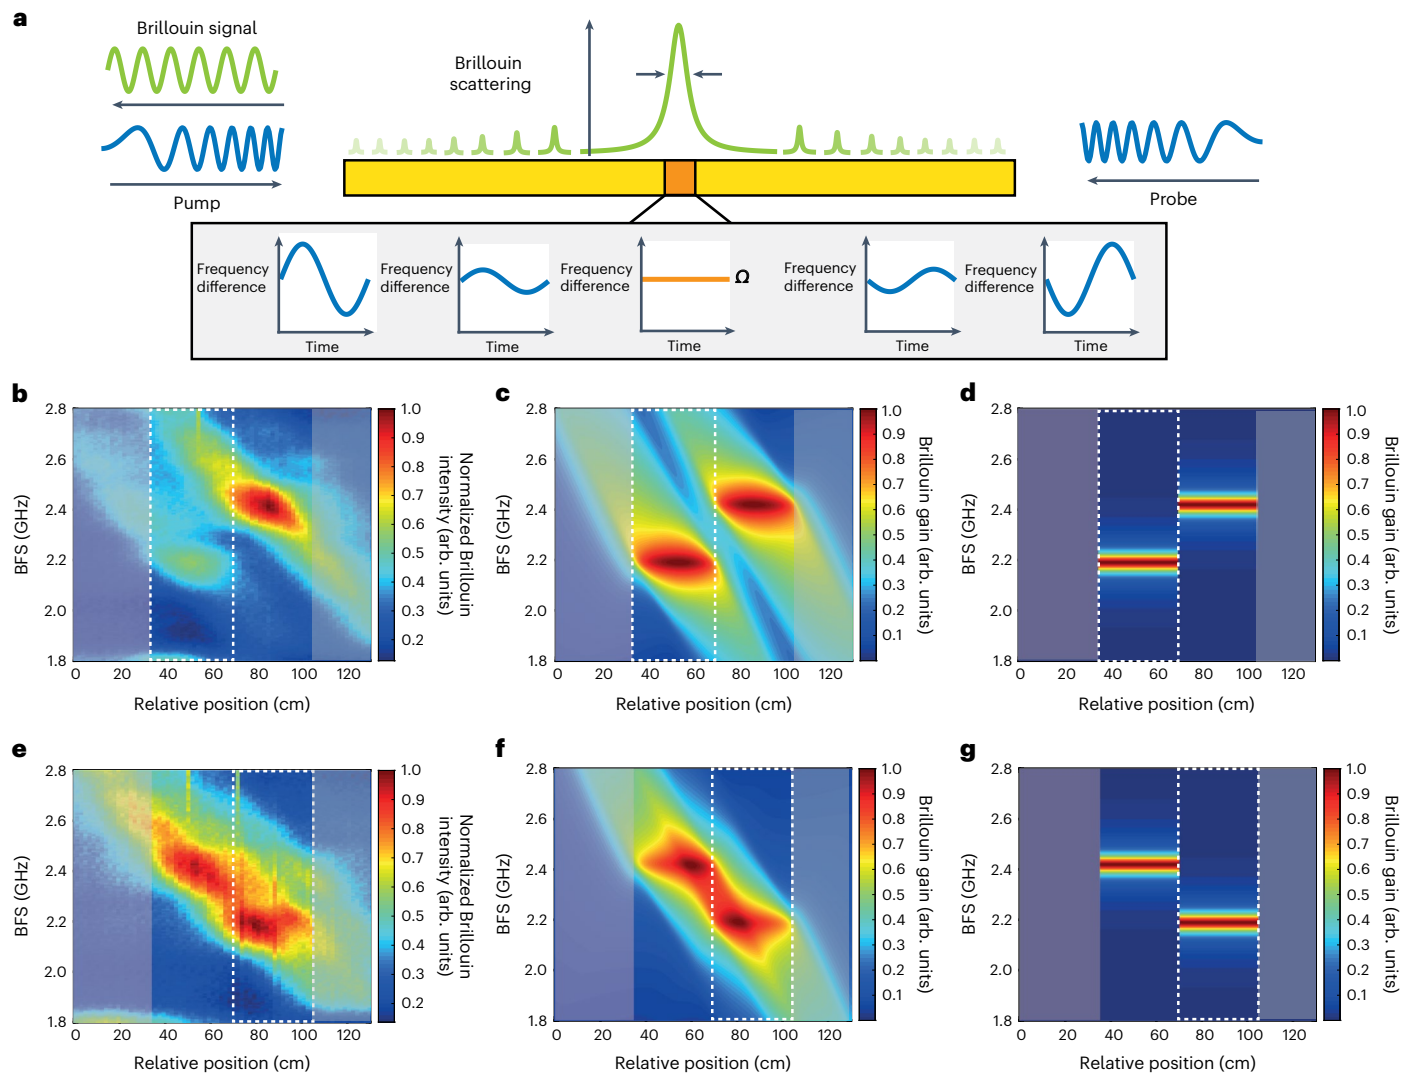 a
Brillouin signal
Pump
Brillouin
scattering
Probe
Frequency
difference
Time
Frequency
difference
Time
Frequency
difference
Ω
Time
Frequency
difference
Time
Frequency
difference
Time
b
BFS (GHz)
2.8
2.6
2.4
2.2
2.0
1.8
0
20
40
60
80
100
120
Relative position (cm)
1.0
0.9
0.8
0.7
0.6
0.5
0.4
0.3
0.2
Normalized Brillouin
intensity (arb. units)
c
BFS (GHz)
2.8
2.6
2.4
2.2
2.0
1.8
0
20
40
60
80
100
120
Relative position (cm)
1.0
0.9
0.8
0.7
0.6
0.5
0.4
0.3
0.2
0.1
Brillouin gain (arb. units)
d
BFS (GHz)
2.8
2.6
2.4
2.2
2.0
1.8
0
20
40
60
80
100
120
Relative position (cm)
1.0
0.9
0.8
0.7
0.6
0.5
0.4
0.3
0.2
0.1
Brillouin gain (arb. units)
e
BFS (GHz)
2.8
2.6
2.4
2.2
2.0
1.8
0
20
40
60
80
100
120
Relative position (cm)
1.0
0.9
0.8
0.7
0.6
0.5
0.4
0.3
0.2
Normalized Brillouin
intensity (arb. units)
f
BFS (GHz)
2.8
2.6
2.4
2.2
2.0
1.8
0
20
40
60
80
100
120
Relative position (cm)
1.0
0.9
0.8
0.7
0.6
0.5
0.4
0.3
0.2
0.1
Brillouin gain (arb. units)
g
BFS (GHz)
2.8
2.6
2.4
2.2
2.0
1.8
0
20
40
60
80
100
120
Relative position (cm)
1.0
0.9
0.8
0.7
0.6
0.5
0.4
0.3
0.2
0.1
Brillouin gain (arb. units)